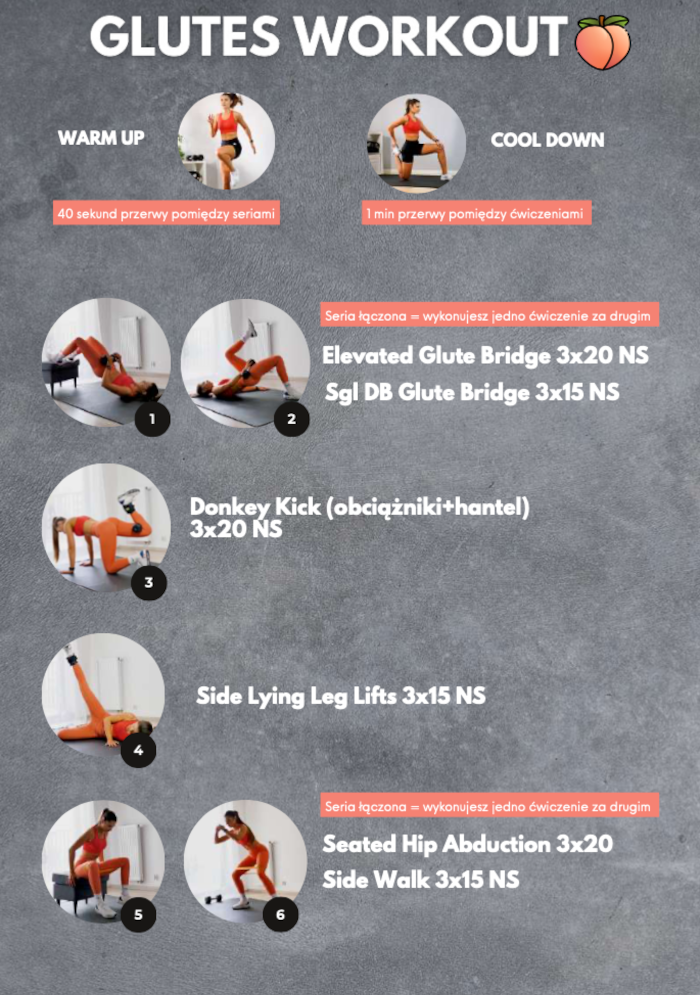 GLUTES WORKOUT
WARM UP
COOL DOWN
40 sekund przerwy pomiędzy seriami
1 min przerwy pomiędzy ćwiczeniami
Seria łączona = wykonujesz jedno ćwiczenie za drugim
Elevated Glute Bridge 3x20 NS
Sgl DB Glute Bridge 3x15 NS
1
2
Donkey Kick (obciążniki+hantel)
3x20 NS
3
Side Lying Leg Lifts 3x15 NS
4
Seria łączona = wykonujesz jedno ćwiczenie za drugim
Seated Hip Abduction 3x20
Side Walk 3x15 NS
5
6